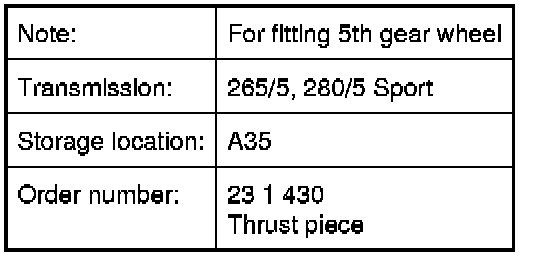 Note: For fitting 5th gear wheel
Transmission: 265/5, 280/5 Sport
Storage location: A35
Order number: 23 1 430
Thrust piece